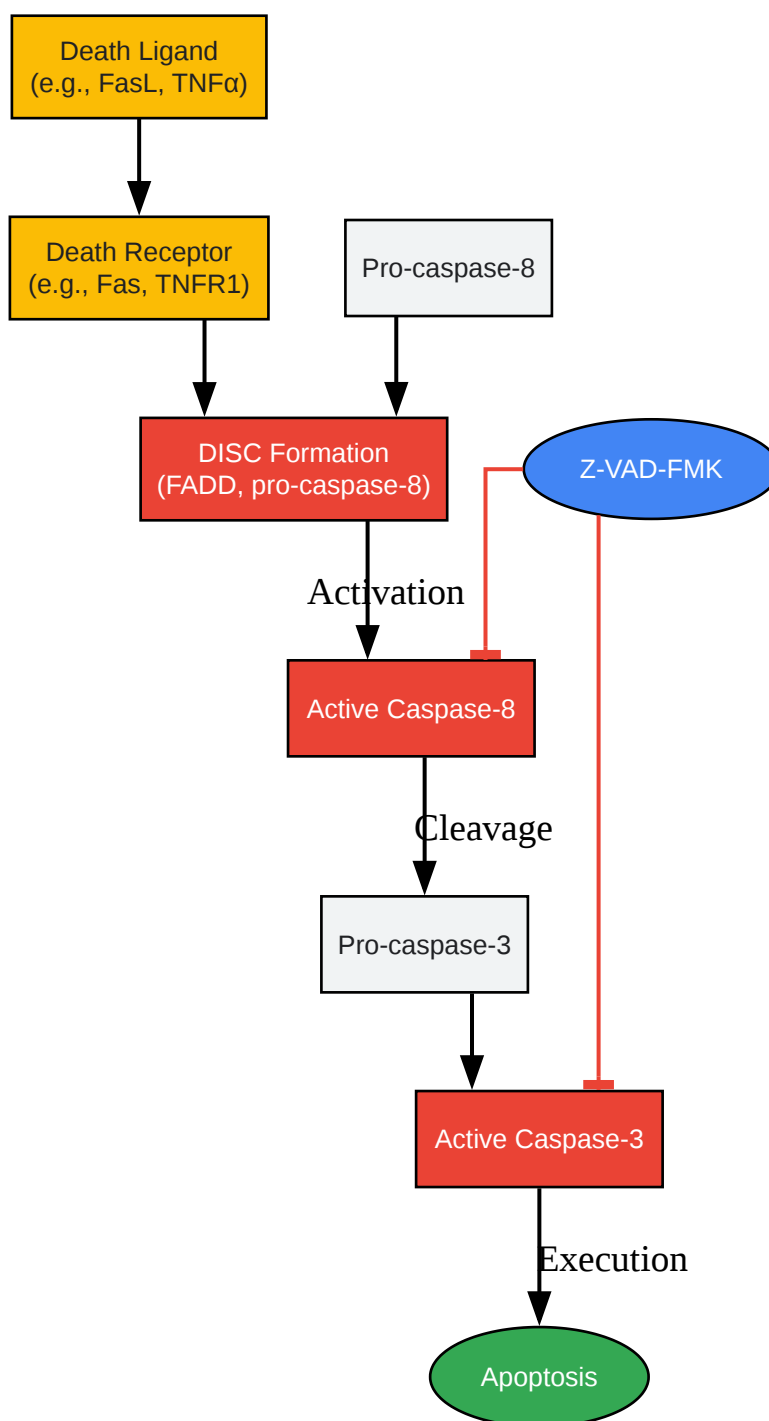 Death Ligand
(e.g., FasL, TNFα)
Death Receptor
(e.g., Fas, TNFR1)
Pro-caspase-8
DISC Formation
(FADD, pro-caspase-8)
Z-VAD-FMK
Activation
Active Caspase-8
Cleavage
Pro-caspase-3
Active Caspase-3
Execution
Apoptosis